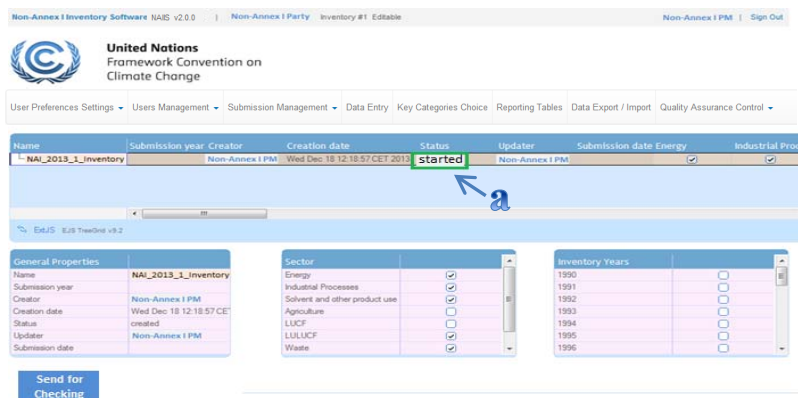 Non-Annex I Inventory Software NAIIS v2.0.0 | Non-Annex I Party Inventory #1 Editable Non-Annex I PM | Sign Out
United Nations
Framework Convention on
Climate Change
User Preferences Settings Users Management Submission Management Data Entry Key Categories Choice Reporting Tables Data Export / Import Quality Assurance Control
Name Submission year Creator Creation date Status Updater Submission date Energy Industrial Proc
NAI_2013_1_Inventory Non-Annex I PM Wed Dec 18 12:18:57 CET 2013 started Non-Annex I PM
a
ExtJS EJS TreeGrid v9.2
General Properties Sector Inventory Years
Name NAI_2013_1_Inventory Energy 1990
Submission year Industrial Processes 1991
Creator Non-Annex I PM Solvent and other product use 1992
Creation date Wed Dec 18 12:18:57 CE Agriculture 1993
Status created LUCF 1994
Updater Non-Annex I PM LULUCF 1995
Submission date Waste 1996
Send for
Checking